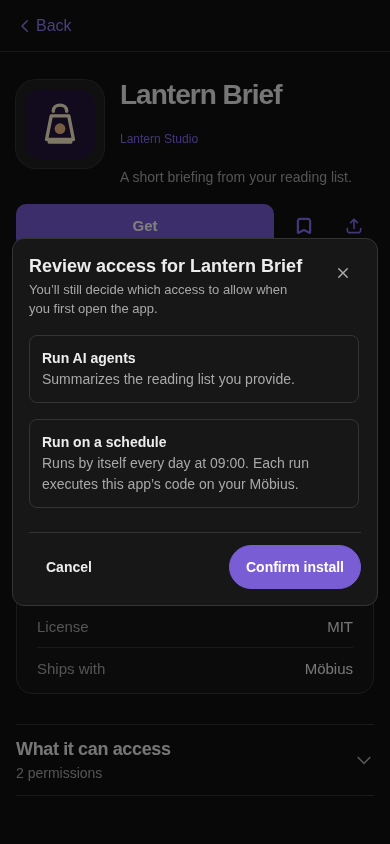 Back
Lantern Brief
Lantern Studio
A short briefing from your reading list.
Get
Review access for Lantern Brief
You’ll still decide which access to allow when
you first open the app.
Run AI agents
Summarizes the reading list you provide.
Run on a schedule
Runs by itself every day at 09:00. Each run
executes this app’s code on your Möbius.
Cancel
Confirm install
License
MIT
Ships with
Möbius
What it can access
2 permissions